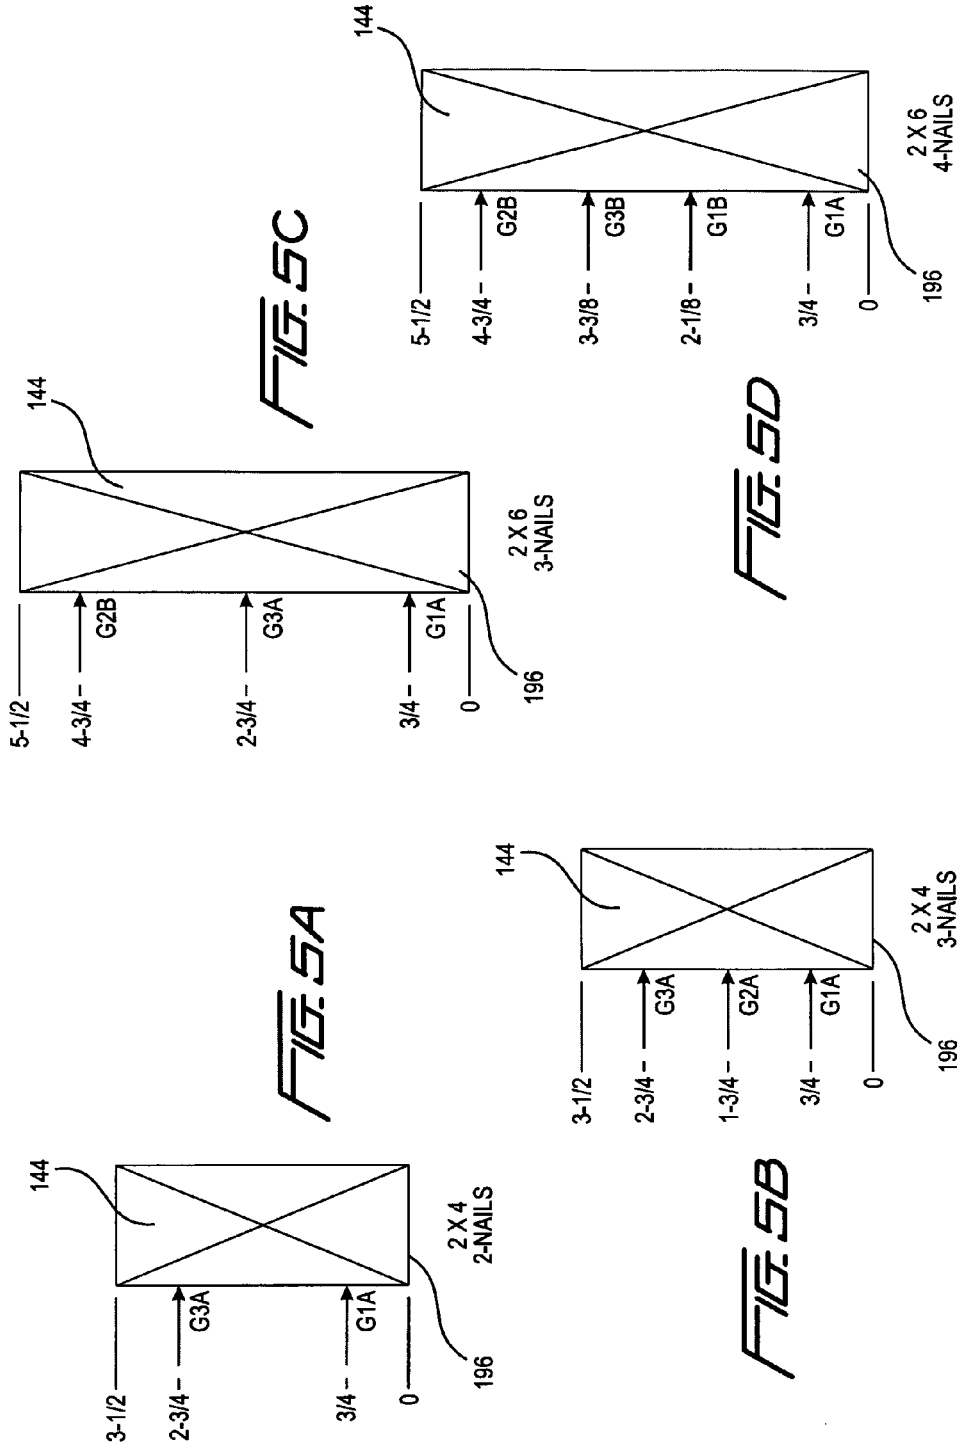 FIG. 5A
144
3-1/2
2-3/4
G3A
3/4
G1A
0
196
2 X 4
2-NAILS
FIG. 5B
144
3-1/2
2-3/4
G3A
1-3/4
G2A
3/4
G1A
0
196
2 X 4
3-NAILS
FIG. 5C
144
5-1/2
4-3/4
G2B
2-3/4
G3A
3/4
G1A
0
196
2 X 6
3-NAILS
FIG. 5D
144
5-1/2
4-3/4
G2B
3-3/8
G3B
2-1/8
G1B
3/4
G1A
0
196
2 X 6
4-NAILS